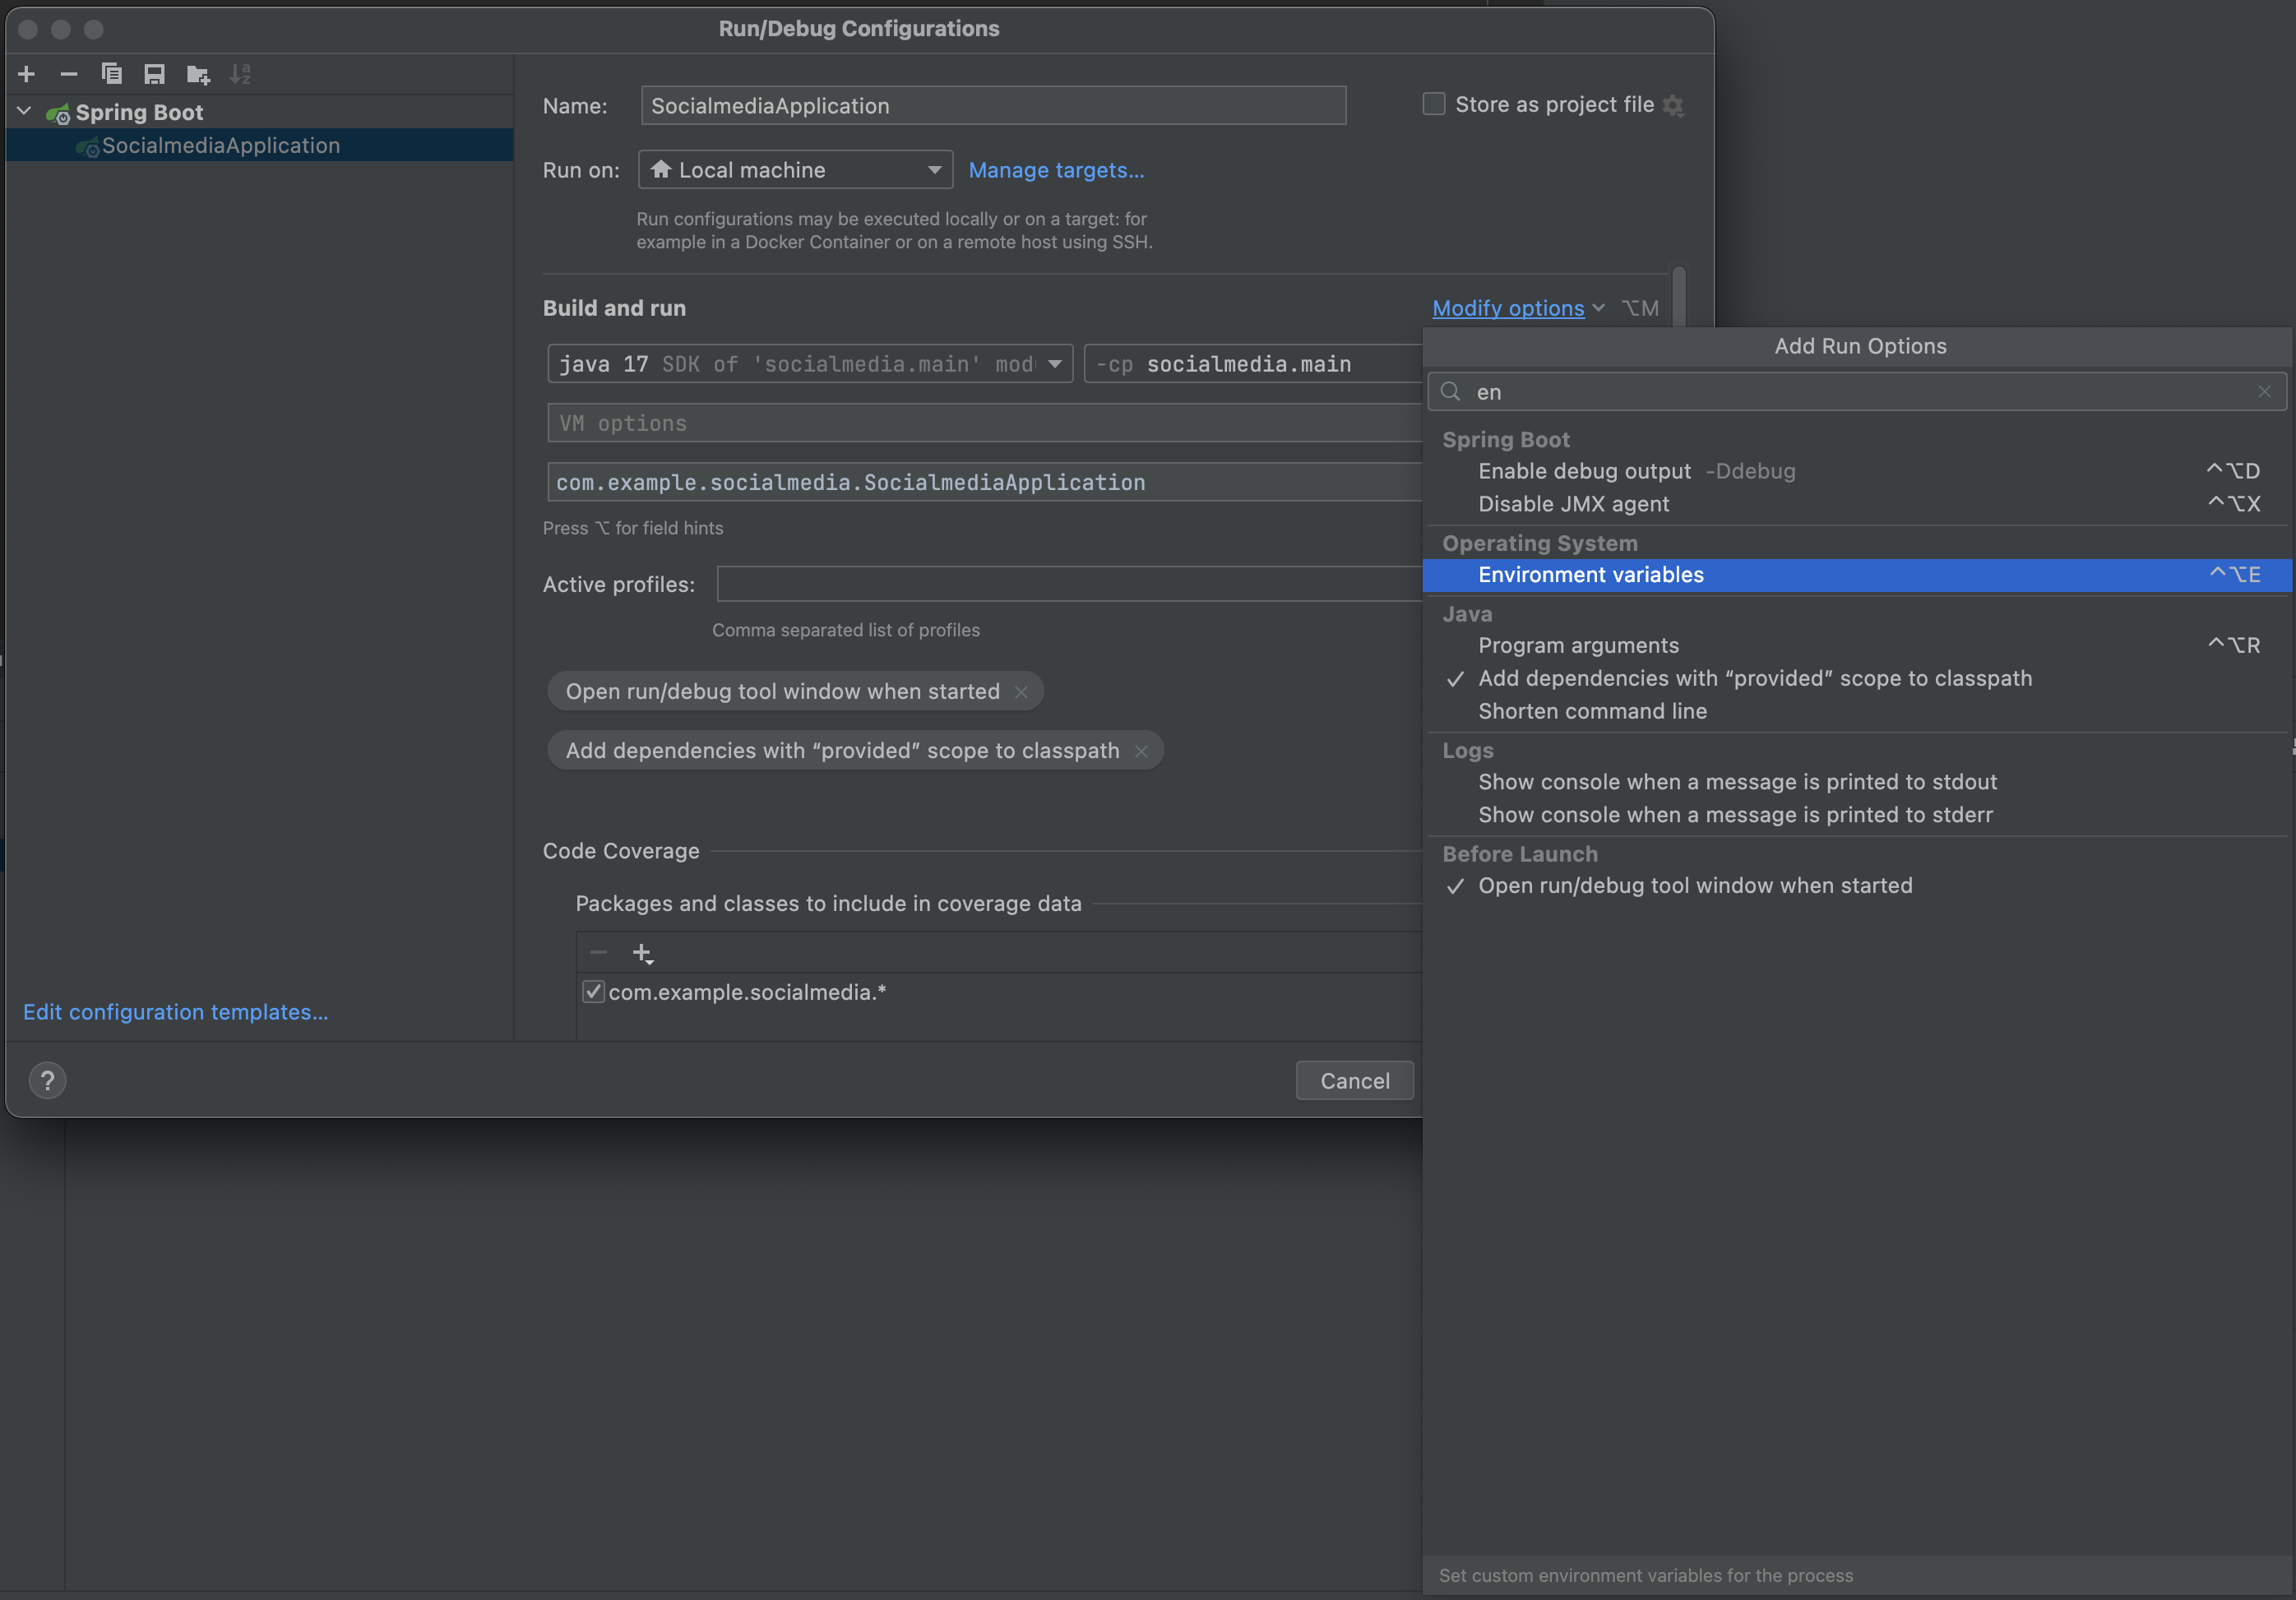 Run/Debug Configurations
Spring Boot
SocialmediaApplication
Edit configuration templates...
?
Name: SocialmediaApplication
Store as project file
Run on: Local machine Manage targets...
Run configurations may be executed locally or on a target: for
example in a Docker Container or on a remote host using SSH.
Build and run
Modify options ⌥M
java 17 SDK of 'socialmedia.main' mod
-cp socialmedia.main
VM options
com.example.socialmedia.SocialmediaApplication
Press ⌥ for field hints
Active profiles:
Comma separated list of profiles
Open run/debug tool window when started
Add dependencies with “provided” scope to classpath
Code Coverage
Packages and classes to include in coverage data
com.example.socialmedia.*
Cancel
Add Run Options
en
Spring Boot
Enable debug output -Ddebug ^⌥D
Disable JMX agent ^⌥X
Operating System
Environment variables ^⌥E
Java
Program arguments ^⌥R
Add dependencies with “provided” scope to classpath
Shorten command line
Logs
Show console when a message is printed to stdout
Show console when a message is printed to stderr
Before Launch
Open run/debug tool window when started
Set custom environment variables for the process